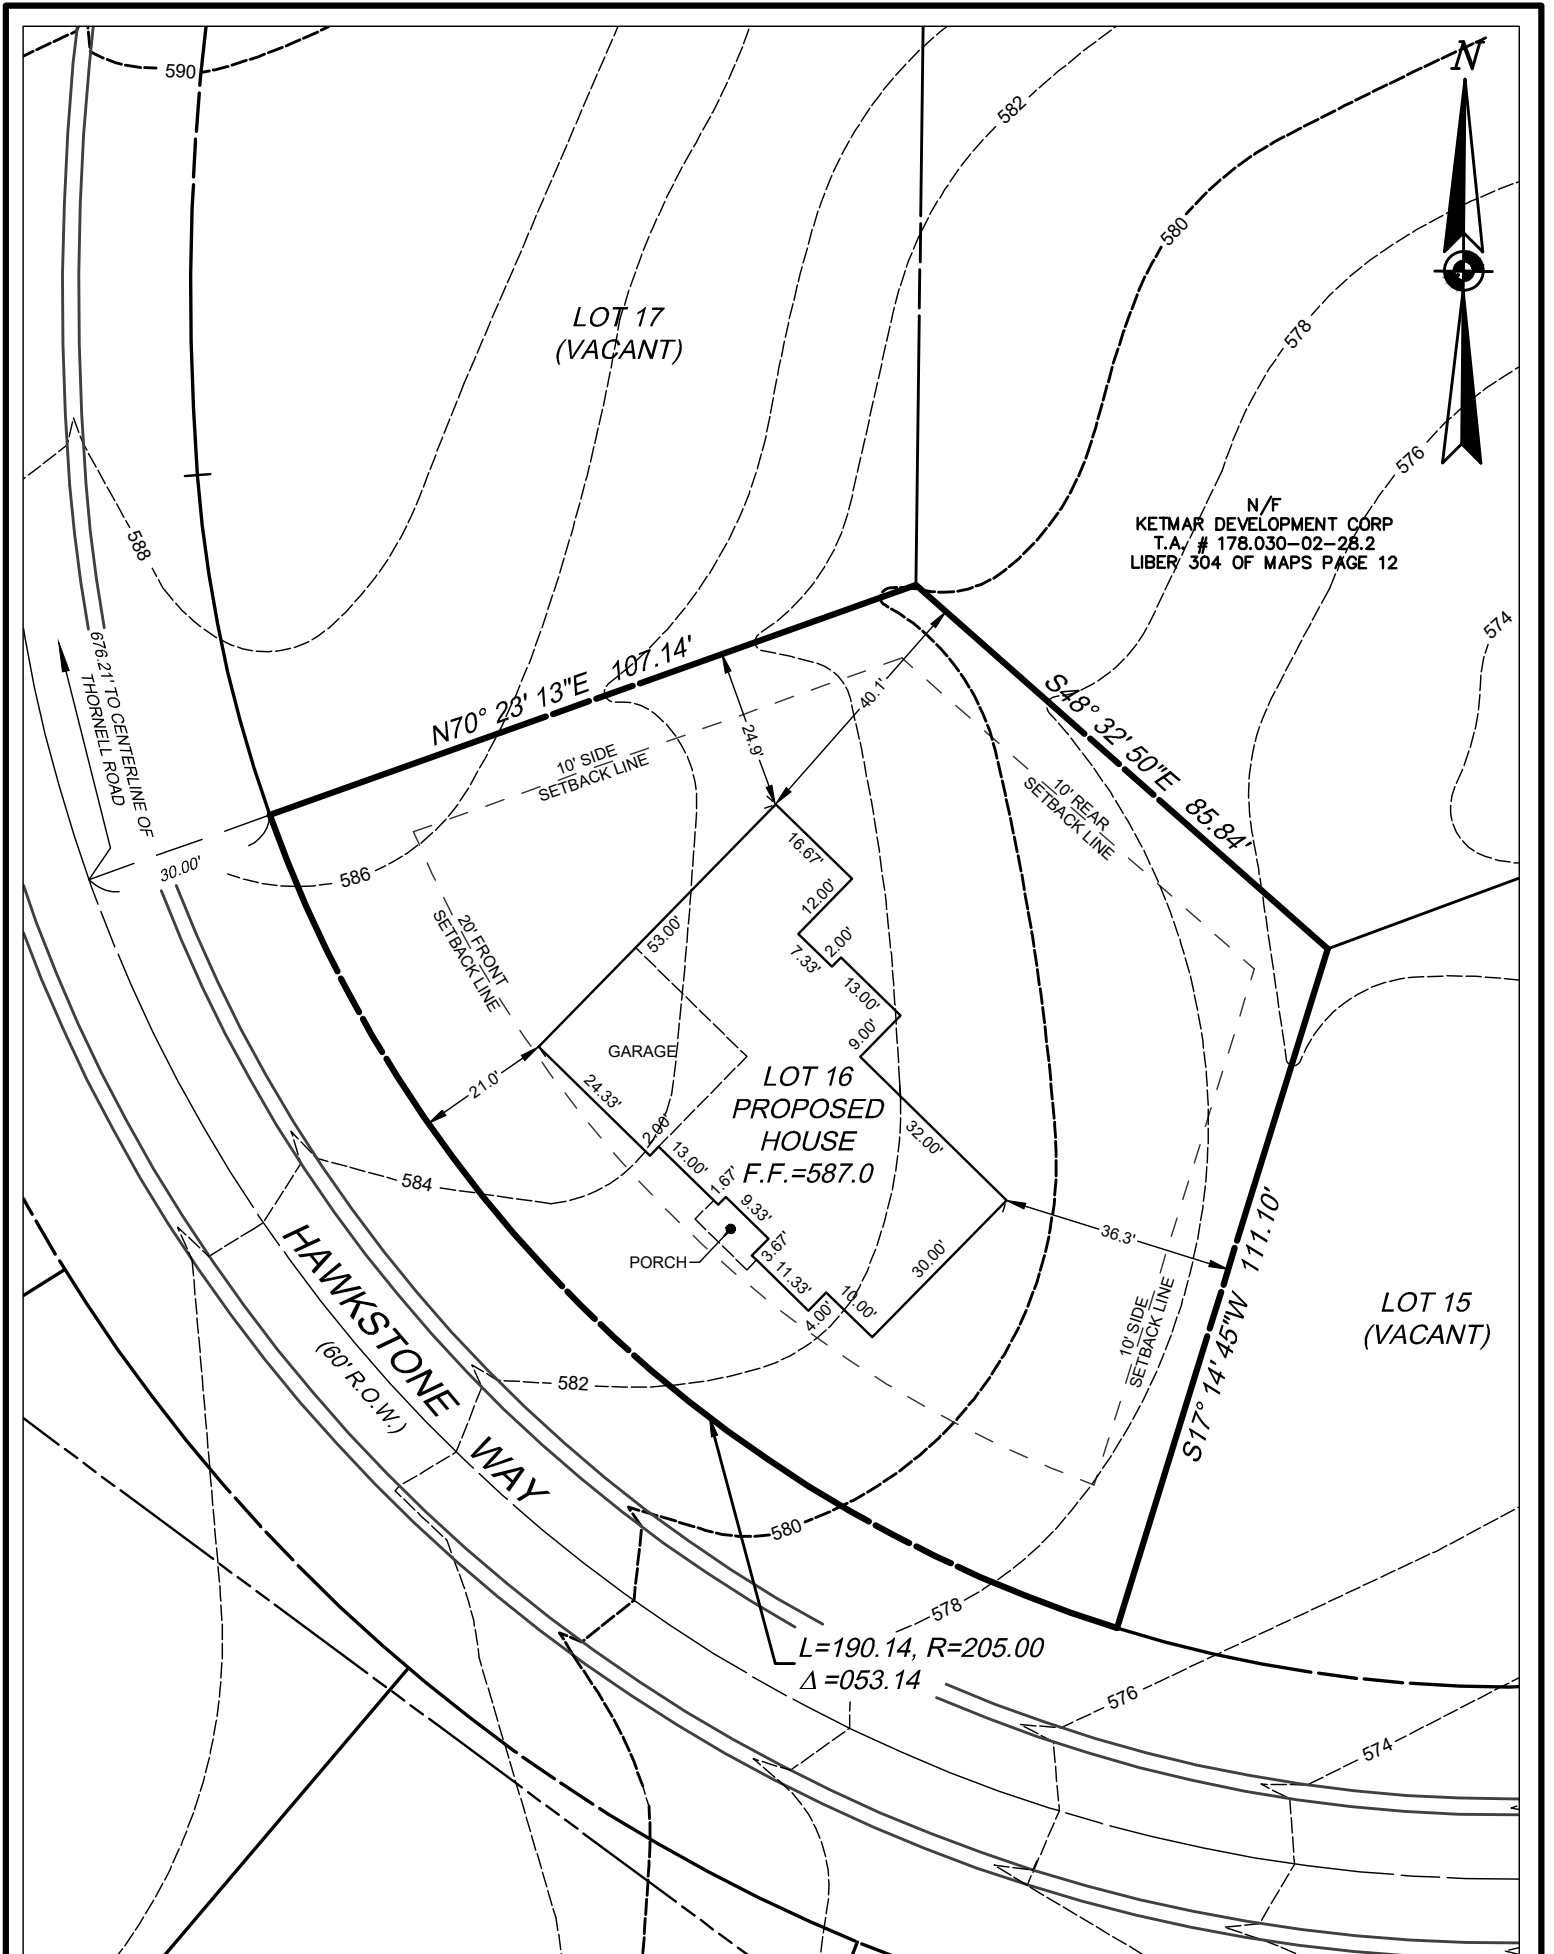 590
582
N
580
578
576
574
588
LOT 17
(VACANT)
N/F
KETMAR DEVELOPMENT CORP
T.A. # 178.030-02-28.2
LIBER 304 OF MAPS PAGE 12
676.21' TO CENTERLINE OF
THORNELL ROAD
N70° 23' 13"E 107.14'
S48° 32' 50"E 85.84'
10' SIDE
SETBACK LINE
24.9'
40.1'
10' REAR
SETBACK LINE
30.00'
586
20' FRONT
SETBACK LINE
16.67'
12.00'
53.00'
7.33'
2.00'
13.00'
9.00'
GARAGE
21.0'
24.33'
LOT 16
PROPOSED
HOUSE
F.F.=587.0
32.00'
2.00'
13.00'
1.67'
9.33'
3.67'
11.33'
4.00'
10.00'
30.00'
36.3'
PORCH
584
10' SIDE
SETBACK LINE
S17° 14' 45"W 111.10'
LOT 15
(VACANT)
HAWKSTONE WAY
(60' R.O.W.)
582
580
578
L=190.14, R=205.00
Δ =053.14
576
574